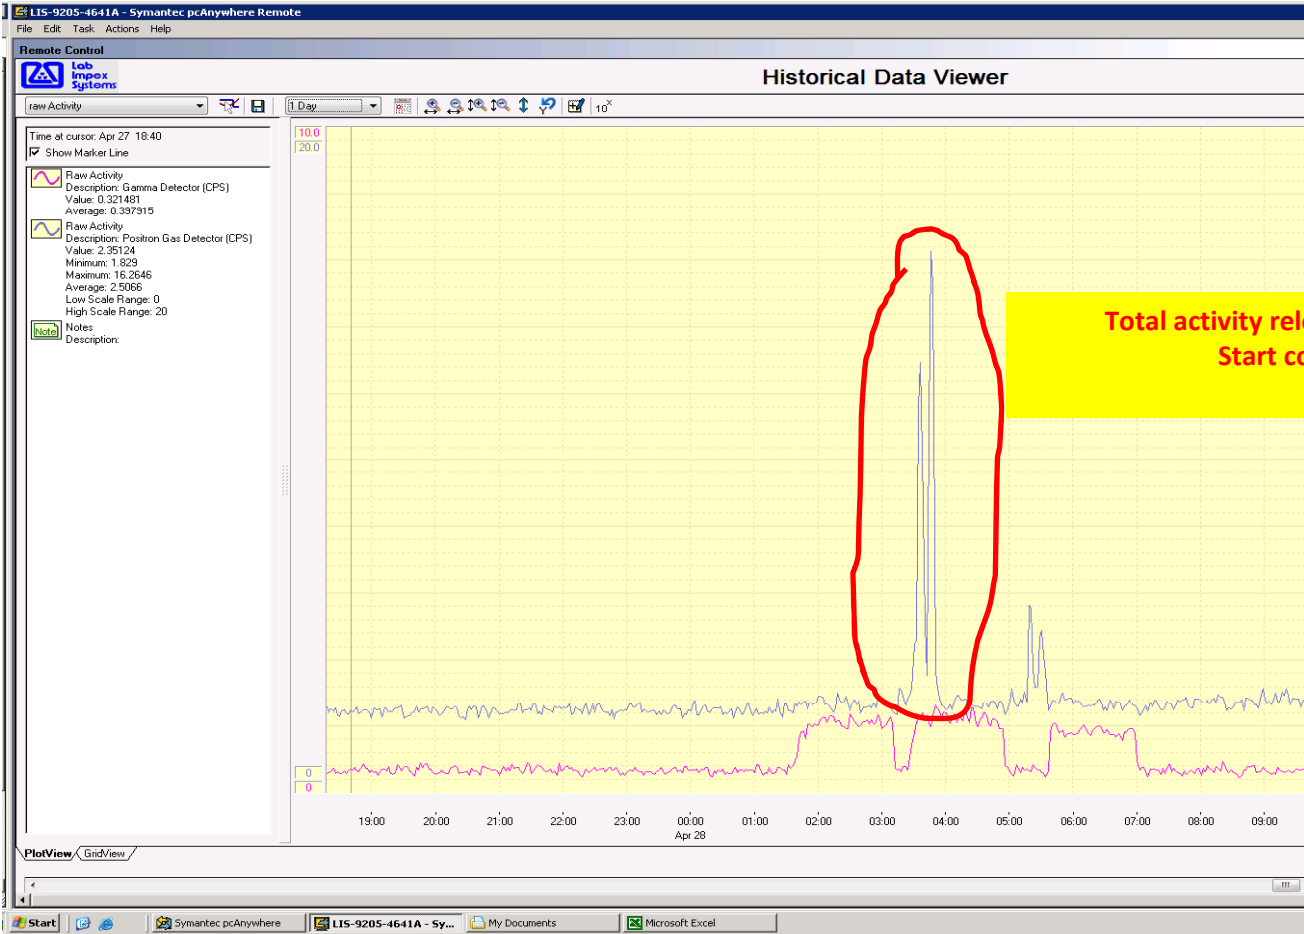 LIS-9205-4641A - Symantec pcAnywhere Remote
File Edit Task Actions Help
Remote Control
Lab
Impex
Systems
Historical Data Viewer
raw Activity
1 Day
10x
Time at cursor: Apr 27 18:40
Show Marker Line
Raw Activity
Description: Gamma Detector (CPS)
Value: 0.321481
Average: 0.397915
Raw Activity
Description: Positron Gas Detector (CPS)
Value: 2.35124
Minimum: 1.829
Maximum: 16.2646
Average: 2.5066
Low Scale Range: 0
High Scale Range: 20
Note
Notes
Description:
10.0
20.0
Total activity rel
Start co
0
0
19:00 20:00 21:00 22:00 23:00 00:00 01:00 02:00 03:00 04:00 05:00 06:00 07:00 08:00 09:00
Apr 28
PlotView GridView
Start Symantec pcAnywhere LIS-9205-4641A - Sy... My Documents Microsoft Excel